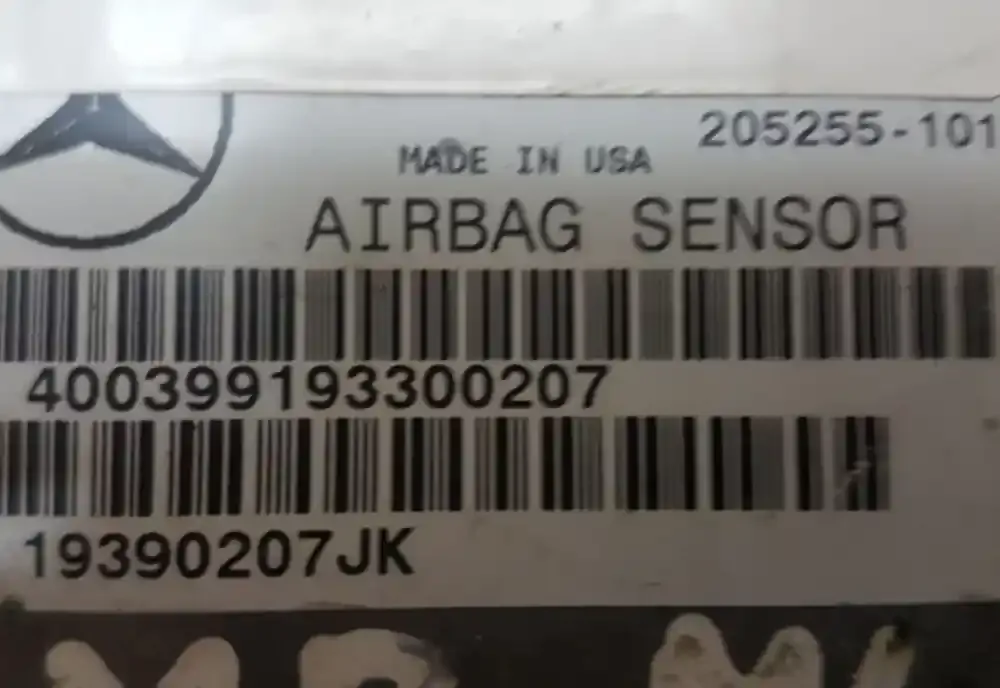 205255-101
MADE IN USA
AIRBAG SENSOR
400399193300207
19390207JK